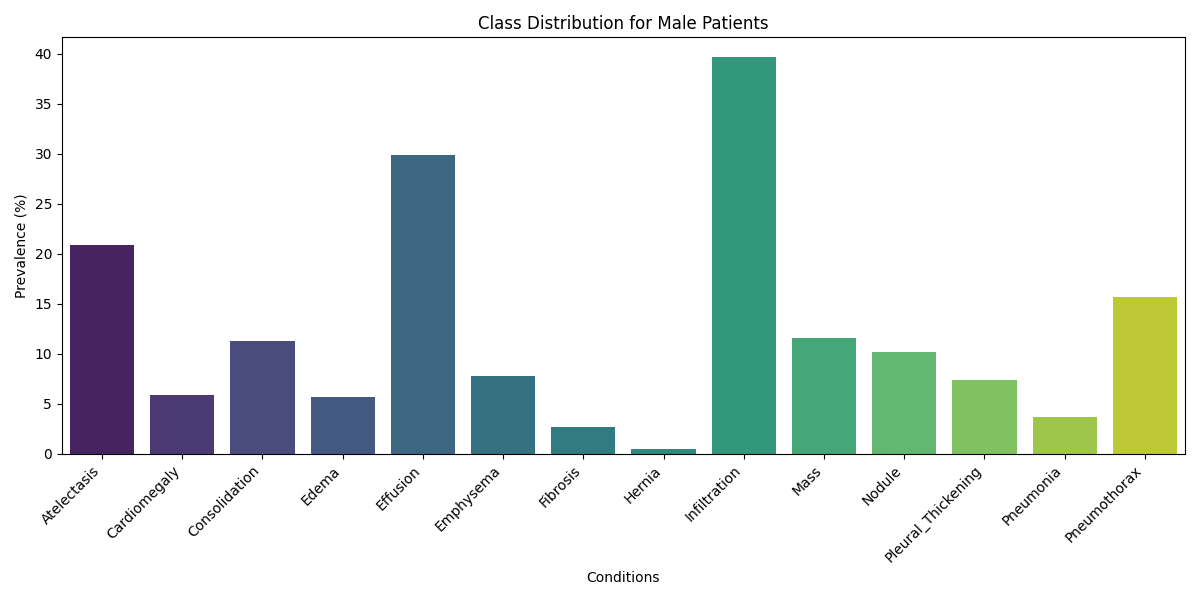 Class Distribution for Male Patients
Prevalence (%)
40
35
30
25
20
15
10
5
0
Atelectasis
Cardiomegaly
Consolidation
Edema
Effusion
Emphysema
Fibrosis
Hernia
Infiltration
Mass
Nodule
Pleural_Thickening
Pneumonia
Pneumothorax
Conditions